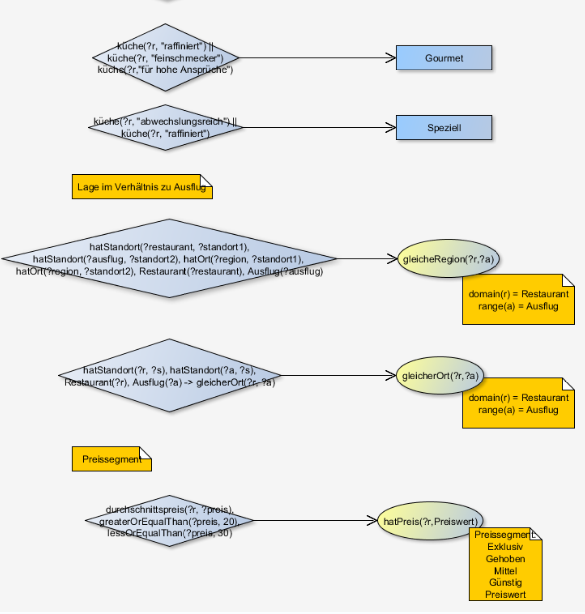 küche(?r, "raffiniert") ||
küche(?r, "feinschmecker")
küche(?r,"für hohe Ansprüche")
Gourmet
küche(?r, "abwechslungsreich") ||
küche(?r, "raffiniert")
Speziell
Lage im Verhältnis zu Ausflug
hatStandort(?restaurant, ?standort1),
hatStandort(?ausflug, ?standort2), hatOrt(?region, ?standort1),
hatOrt(?region, ?standort2), Restaurant(?restaurant), Ausflug(?ausflug)
gleicheRegion(?r,?a)
domain(r) = Restaurant
range(a) = Ausflug
hatStandort(?r, ?s), hatStandort(?a, ?s),
Restaurant(?r), Ausflug(?a) -> gleicherOrt(?r, ?a)
gleicherOrt(?r,?a)
domain(r) = Restaurant
range(a) = Ausflug
Preissegment
durchschnittspreis(?r, ?preis),
greaterOrEqualThan(?preis, 20),
lessOrEqualThan(?preis, 30)
hatPreis(?r,Preiswert)
Preissegment:
Exklusiv
Gehoben
Mittel
Günstig
Preiswert